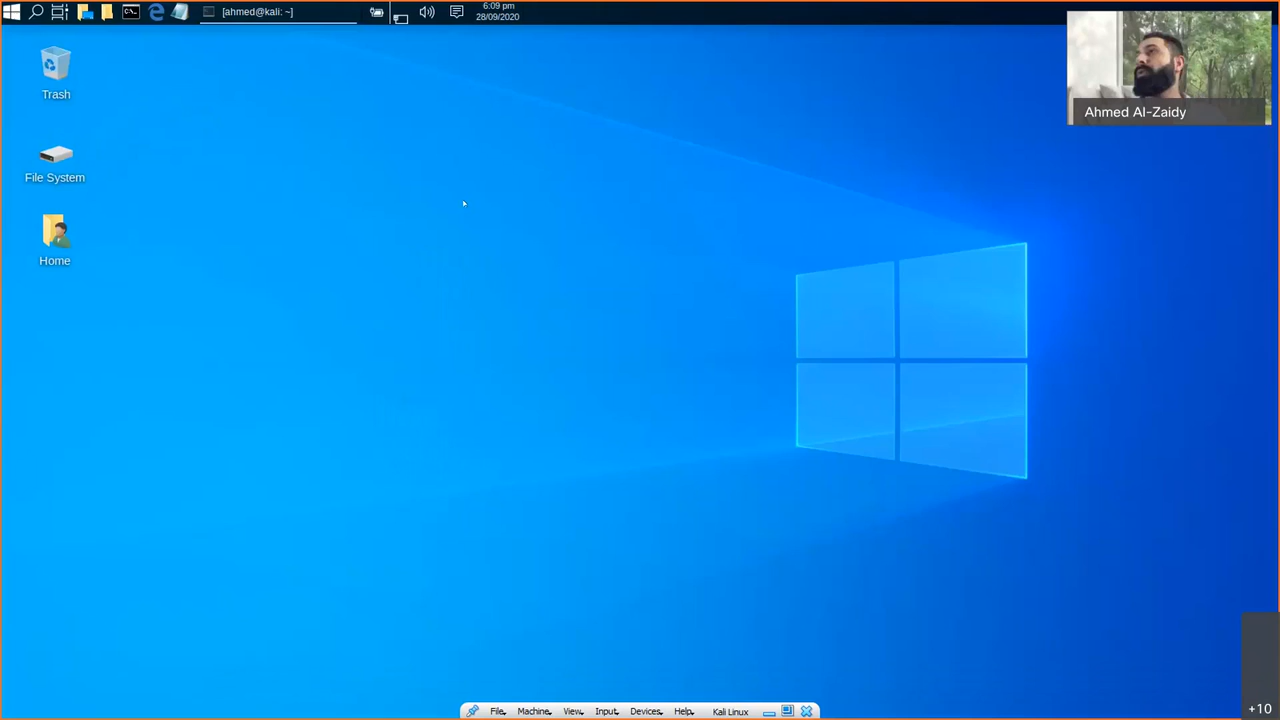 [ahmed@kali: ~]
6:09 pm
28/09/2020
Trash
File System
Home
Ahmed Al-Zaidy
File Machine View Input Devices Help Kali Linux
+10